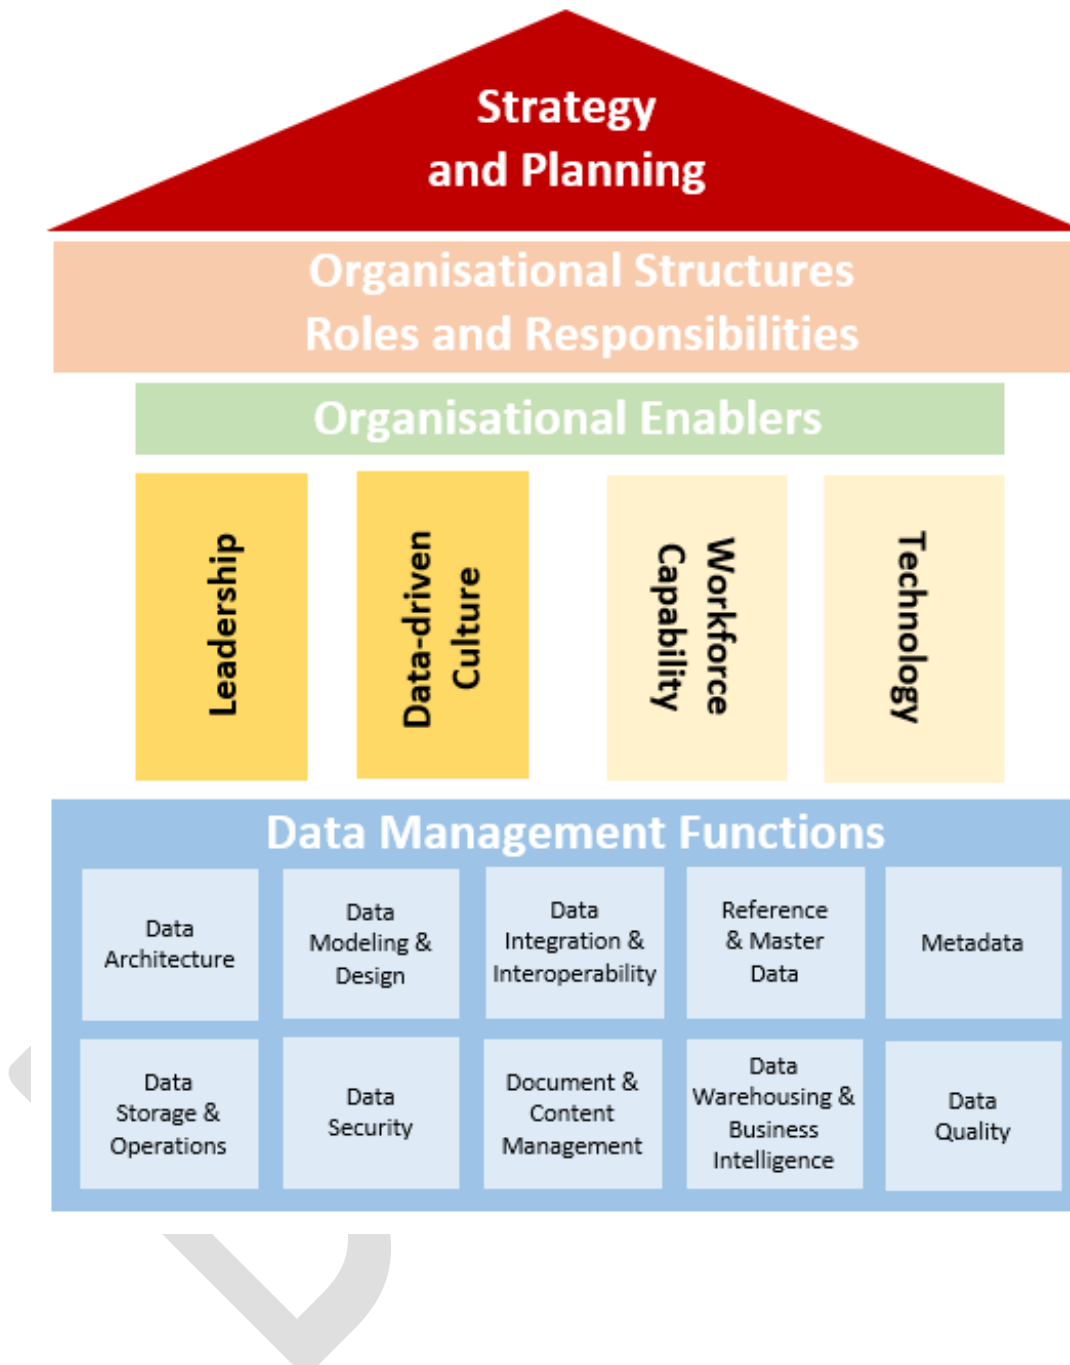 Strategy
and Planning
Organisational Structures
Roles and Responsibilities
Organisational Enablers
Leadership
Data-driven
Culture
Workforce
Capability
Technology
Data Management Functions
Data
Architecture
Data
Modeling &
Design
Data
Integration &
Interoperability
Reference
& Master
Data
Metadata
Data
Storage &
Operations
Data
Security
Document &
Content
Management
Data
Warehousing &
Business
Intelligence
Data
Quality